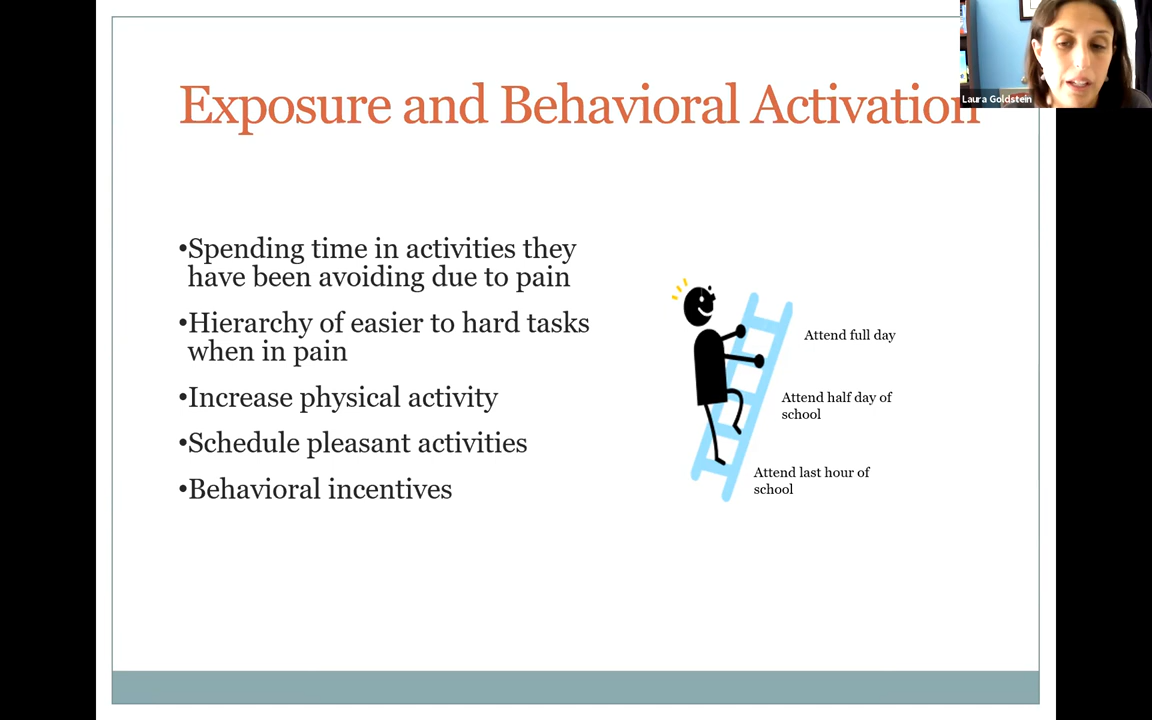 Exposure and Behavioral Activation
Laura Goldstein
•Spending time in activities they
have been avoiding due to pain
•Hierarchy of easier to hard tasks
when in pain
•Increase physical activity
•Schedule pleasant activities
•Behavioral incentives
Attend full day
Attend half day of
school
Attend last hour of
school